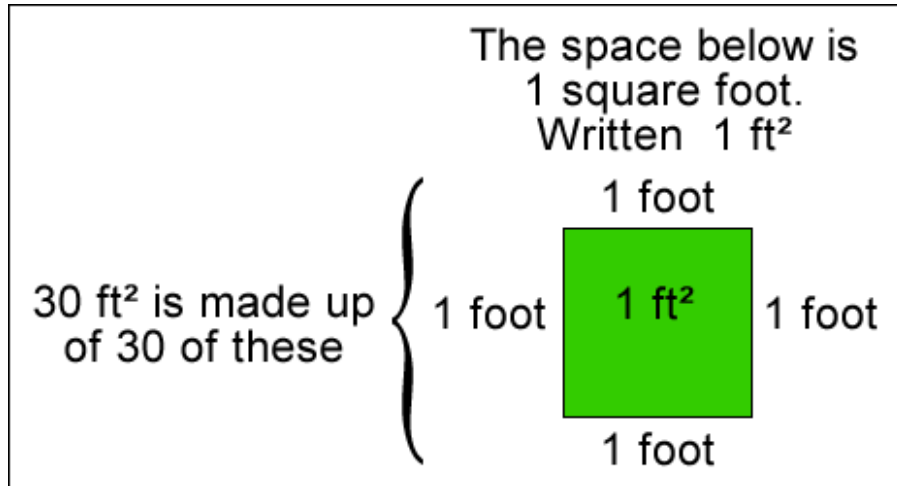 The space below is
1 square foot.
Written 1 ft²
1 foot
30 ft² is made up
of 30 of these
1 foot
1 ft²
1 foot
1 foot